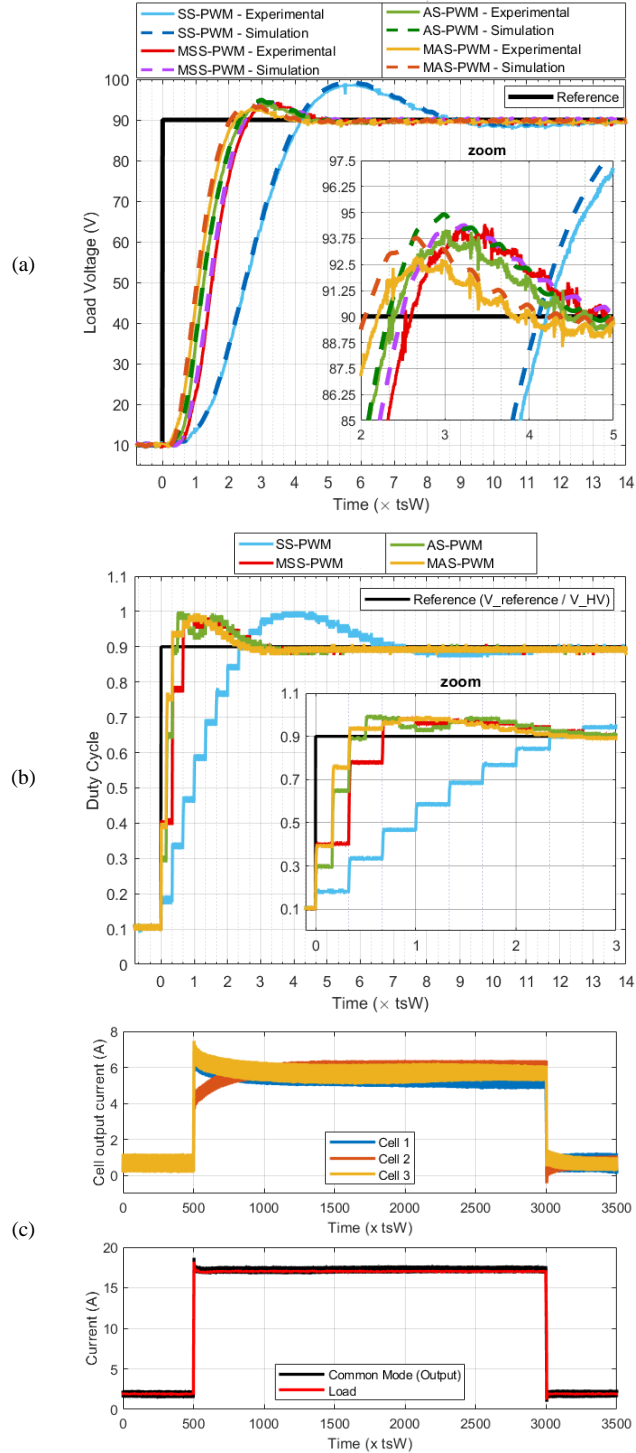 SS-PWM - Experimental
SS-PWM - Simulation
MSS-PWM - Experimental
MSS-PWM - Simulation
AS-PWM - Experimental
AS-PWM - Simulation
MAS-PWM - Experimental
MAS-PWM - Simulation
(a)
Load Voltage (V)
100
90
80
70
60
50
40
30
20
10
Reference
zoom
97.5
96.25
95
93.75
92.5
91.25
90
88.75
87.5
86.25
85
2 3 4 5
0 1 2 3 4 5 6 7 8 9 10 11 12 13 14
Time (× tsW)
SS-PWM
MSS-PWM
AS-PWM
MAS-PWM
(b)
Duty Cycle
1.1
1
0.9
0.8
0.7
0.6
0.5
0.4
0.3
0.2
0.1
0
Reference (V_reference / V_HV)
zoom
1.1
0.9
0.7
0.5
0.3
0.1
0 1 2 3
0 1 2 3 4 5 6 7 8 9 10 11 12 13 14
Time (× tsW)
(c)
Cell output current (A)
8
6
4
2
0
Cell 1
Cell 2
Cell 3
0 500 1000 1500 2000 2500 3000 3500
Time (x tsW)
Current (A)
20
15
10
5
0
Common Mode (Output)
Load
0 500 1000 1500 2000 2500 3000 3500
Time (x tsW)